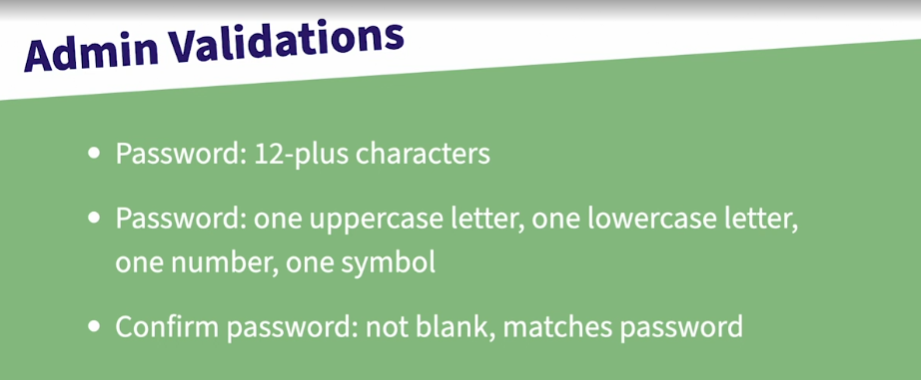 Admin Validations
• Password: 12-plus characters
• Password: one uppercase letter, one lowercase letter,
one number, one symbol
• Confirm password: not blank, matches password